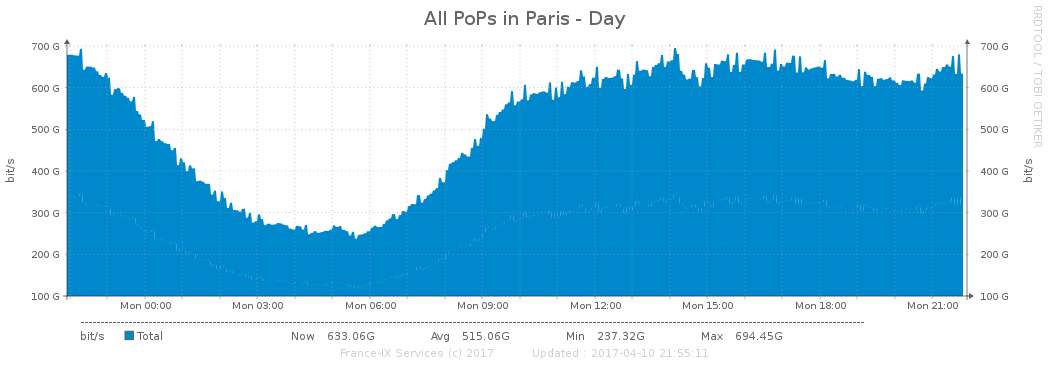 All PoPs in Paris - Day
RRDTOOL / TOBI OETIKER
bit/s
700 G
600 G
500 G
400 G
300 G
200 G
100 G
700 G
600 G
500 G
400 G
300 G
200 G
100 G
bit/s
Mon 00:00 Mon 03:00 Mon 06:00 Mon 09:00 Mon 12:00 Mon 15:00 Mon 18:00 Mon 21:00
bit/s Total Now 633.06G Avg 515.06G Min 237.32G Max 694.45G
France-IX Services (c) 2017 Updated : 2017-04-10 21:55:11